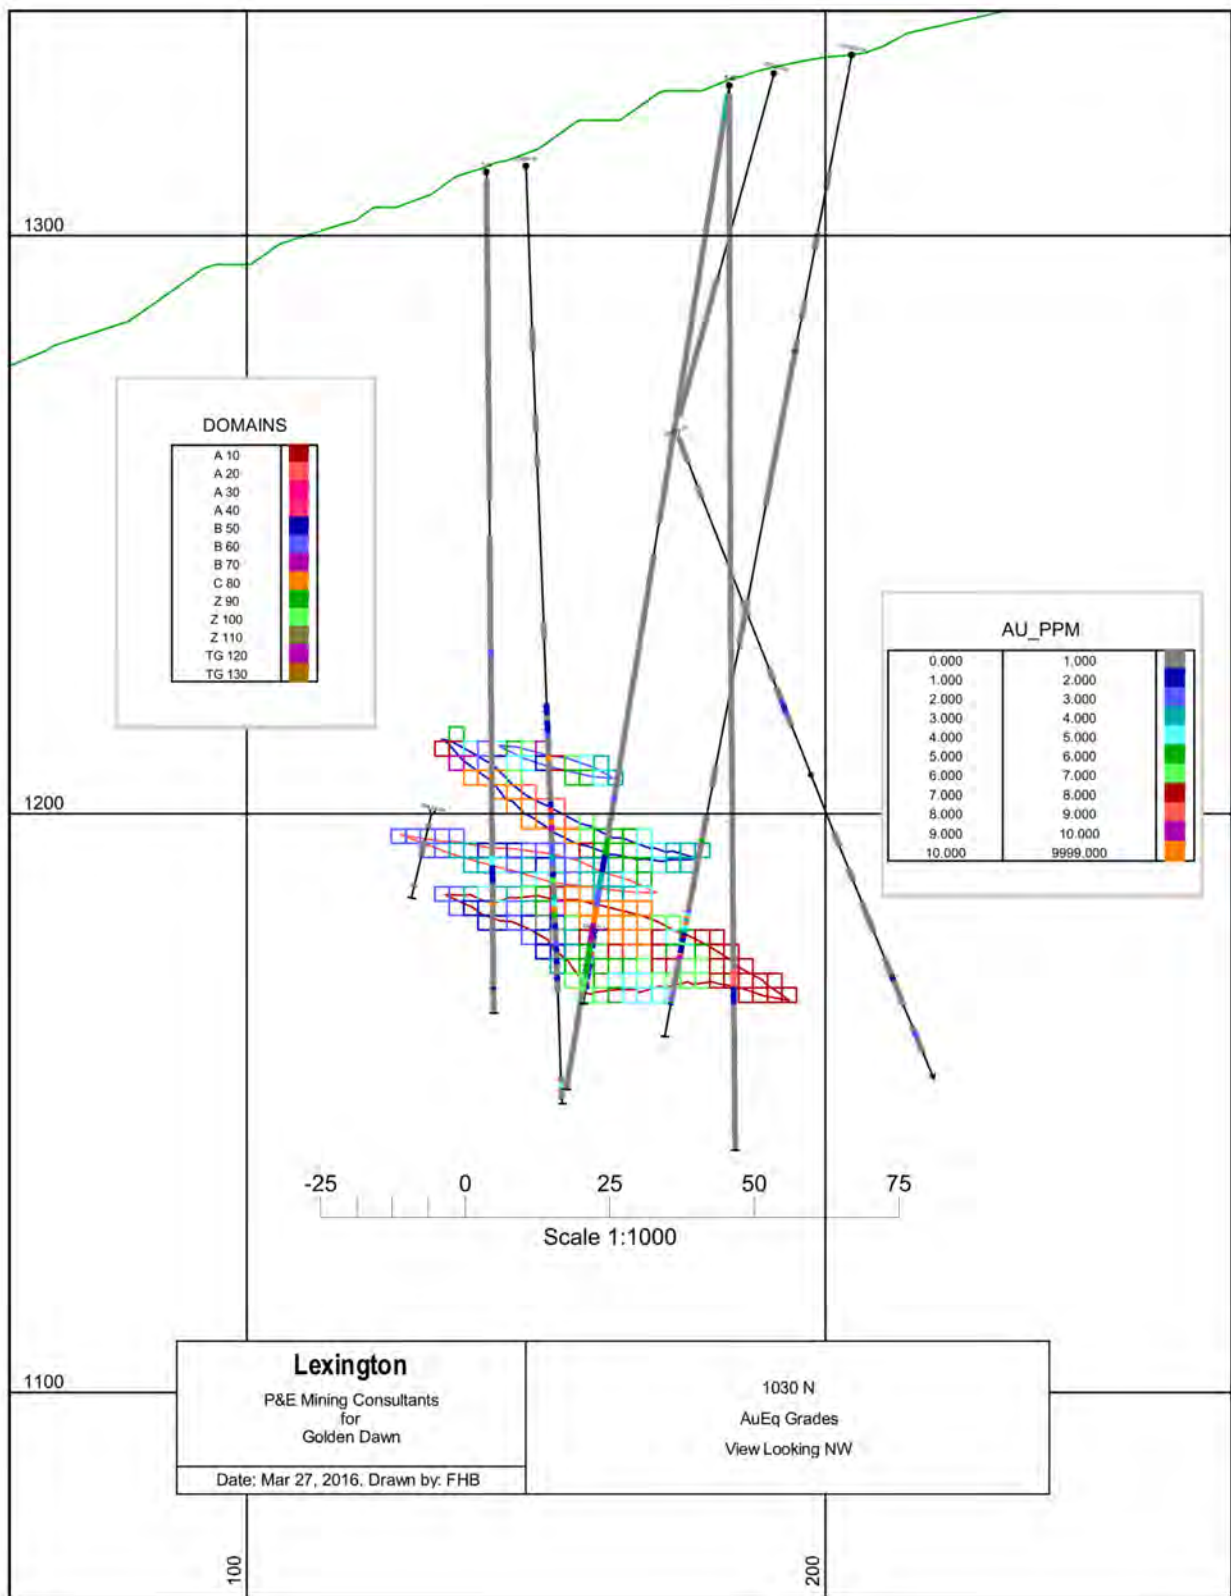 1300
DOMAINS
A 10
A 20
A 30
A 40
B 50
B 60
B 70
C 80
Z 90
Z 100
Z 110
TG 120
TG 130
AU_PPM
0.000 1.000
1.000 2.000
2.000 3.000
3.000 4.000
4.000 5.000
5.000 6.000
6.000 7.000
7.000 8.000
8.000 9.000
9.000 10.000
10.000 9999.000
1200
-25 0 25 50 75
Scale 1:1000
1100
Lexington
P&E Mining Consultants
for
Golden Dawn
Date: Mar 27, 2016. Drawn by: FHB
1030 N
AuEq Grades
View Looking NW
100
200